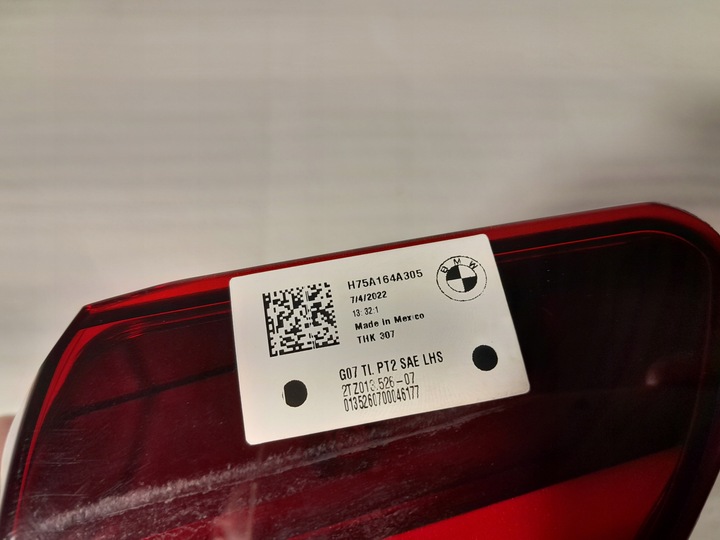 H75A164A305
BMW
7/4/2022
13:32:1
Made in Mexico
THK 307
G07 TL PT2 SAE LHS
2TZ013.526-07
0135260700046177